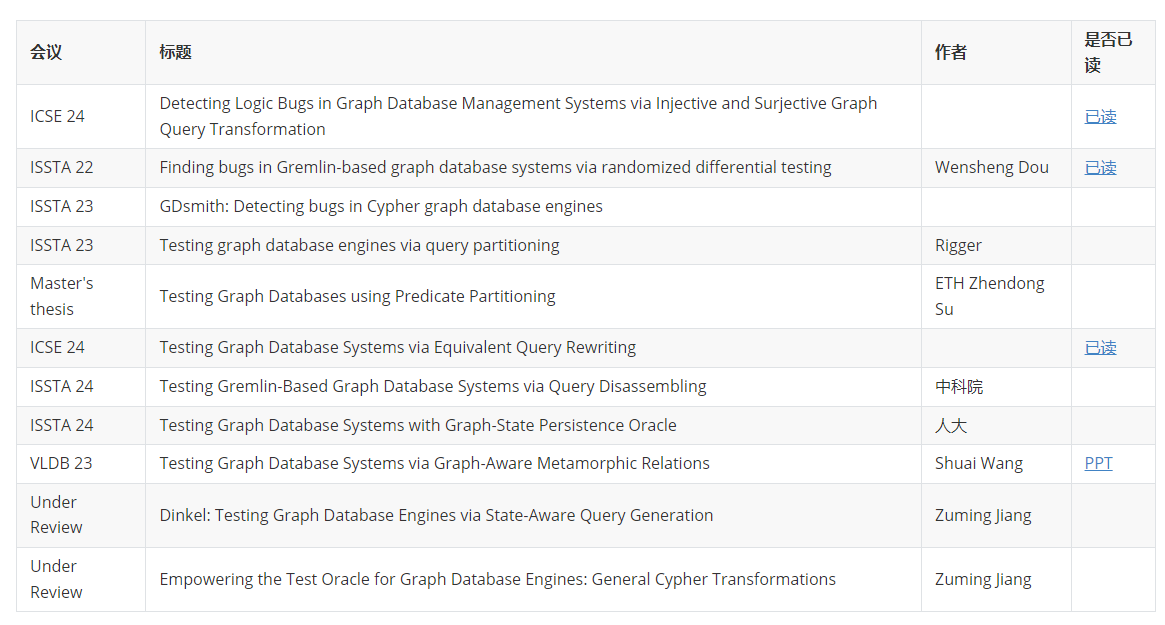 会议 标题 作者 是否已
读
ICSE 24 Detecting Logic Bugs in Graph Database Management Systems via Injective and Surjective Graph
Query Transformation 已读
ISSTA 22 Finding bugs in Gremlin-based graph database systems via randomized differential testing Wensheng Dou 已读
ISSTA 23 GDsmith: Detecting bugs in Cypher graph database engines
ISSTA 23 Testing graph database engines via query partitioning Rigger
Master's
thesis Testing Graph Databases using Predicate Partitioning ETH Zhendong
Su
ICSE 24 Testing Graph Database Systems via Equivalent Query Rewriting 已读
ISSTA 24 Testing Gremlin-Based Graph Database Systems via Query Disassembling 中科院
ISSTA 24 Testing Graph Database Systems with Graph-State Persistence Oracle 人大
VLDB 23 Testing Graph Database Systems via Graph-Aware Metamorphic Relations Shuai Wang PPT
Under
Review Dinkel: Testing Graph Database Engines via State-Aware Query Generation Zuming Jiang
Under
Review Empowering the Test Oracle for Graph Database Engines: General Cypher Transformations Zuming Jiang